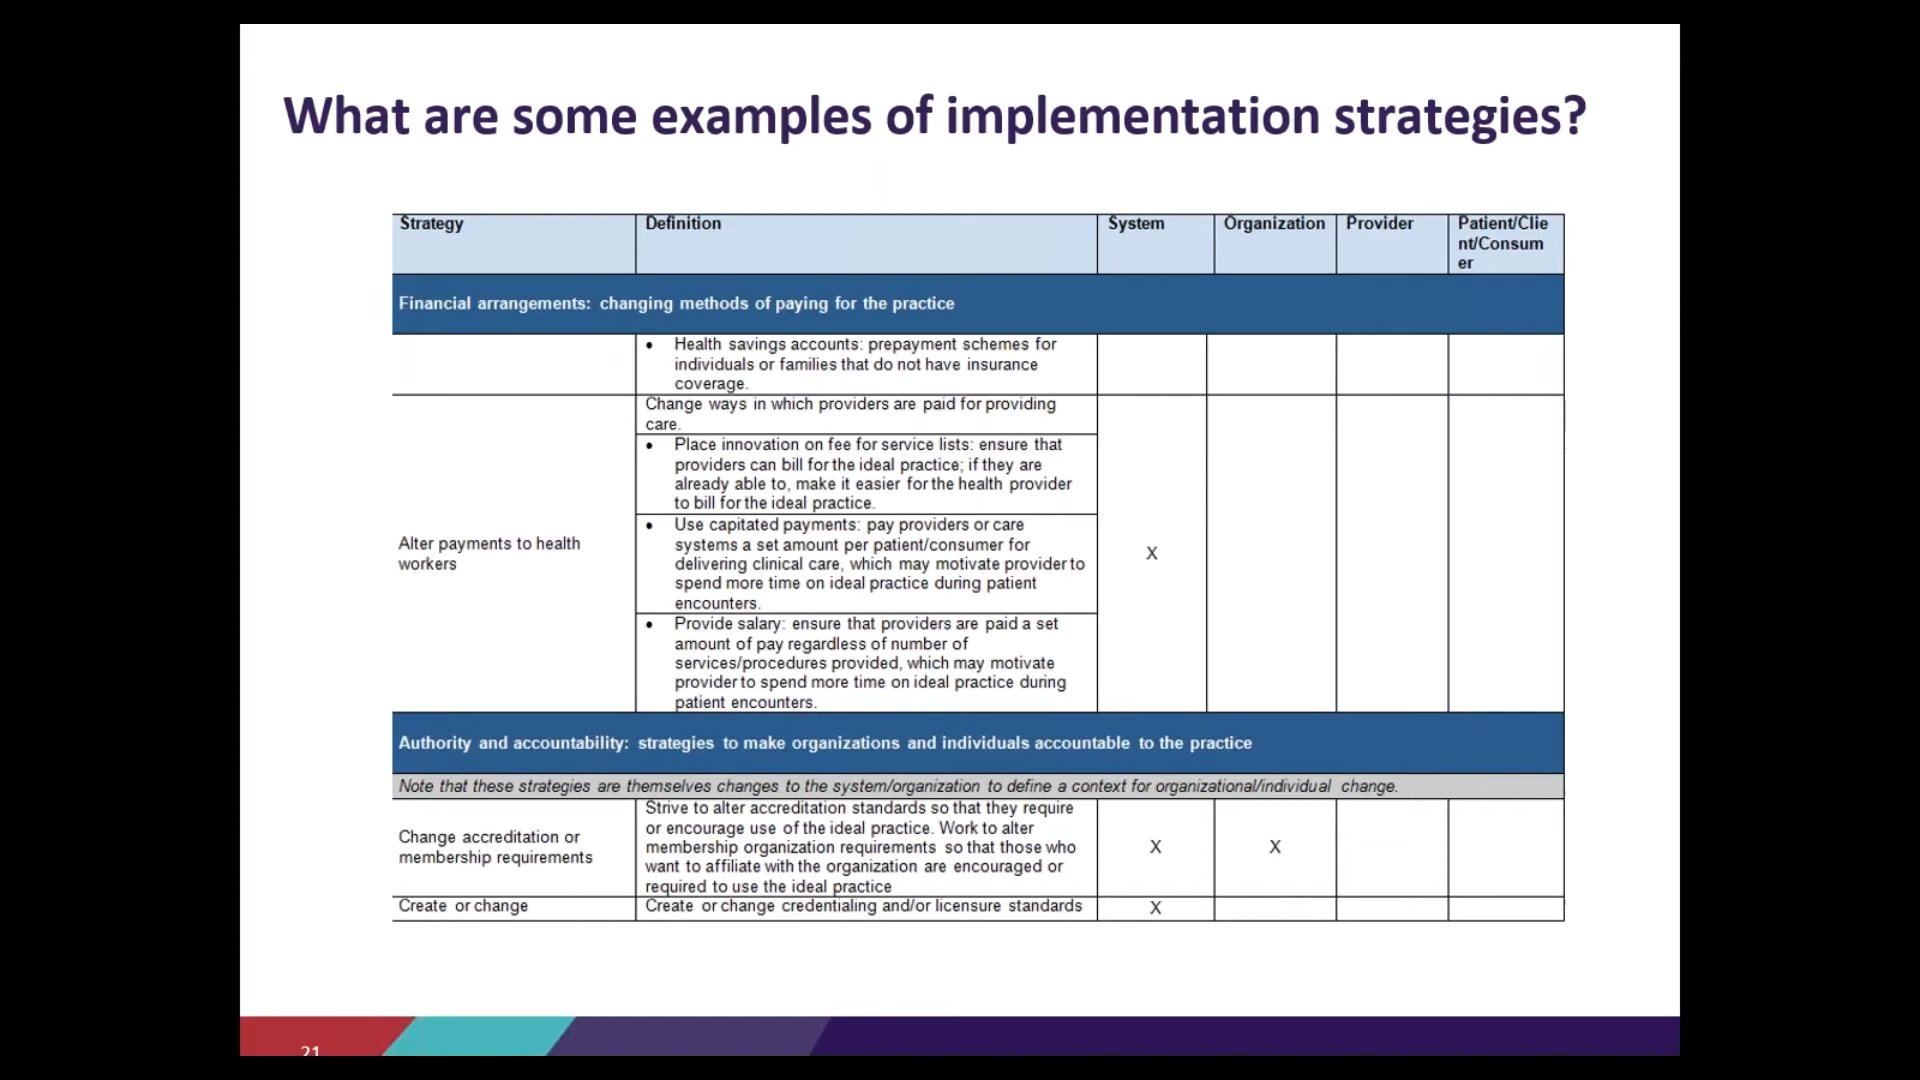 What are some examples of implementation strategies?
Strategy
Definition
System
Organization
Provider
Patient/Clie
nt/Consum
er
Financial arrangements: changing methods of paying for the practice
• Health savings accounts: prepayment schemes for
individuals or families that do not have insurance
coverage.
Alter payments to health
workers
Change ways in which providers are paid for providing
care.
• Place innovation on fee for service lists: ensure that
providers can bill for the ideal practice; if they are
already able to, make it easier for the health provider
to bill for the ideal practice.
• Use capitated payments: pay providers or care
systems a set amount per patient/consumer for
delivering clinical care, which may motivate provider to
spend more time on ideal practice during patient
encounters.
• Provide salary: ensure that providers are paid a set
amount of pay regardless of number of
services/procedures provided, which may motivate
provider to spend more time on ideal practice during
patient encounters.
X
Authority and accountability: strategies to make organizations and individuals accountable to the practice
Note that these strategies are themselves changes to the system/organization to define a context for organizational/individual change.
Change accreditation or
membership requirements
Strive to alter accreditation standards so that they require
or encourage use of the ideal practice. Work to alter
membership organization requirements so that those who
want to affiliate with the organization are encouraged or
required to use the ideal practice
X
X
Create or change
Create or change credentialing and/or licensure standards
X
21